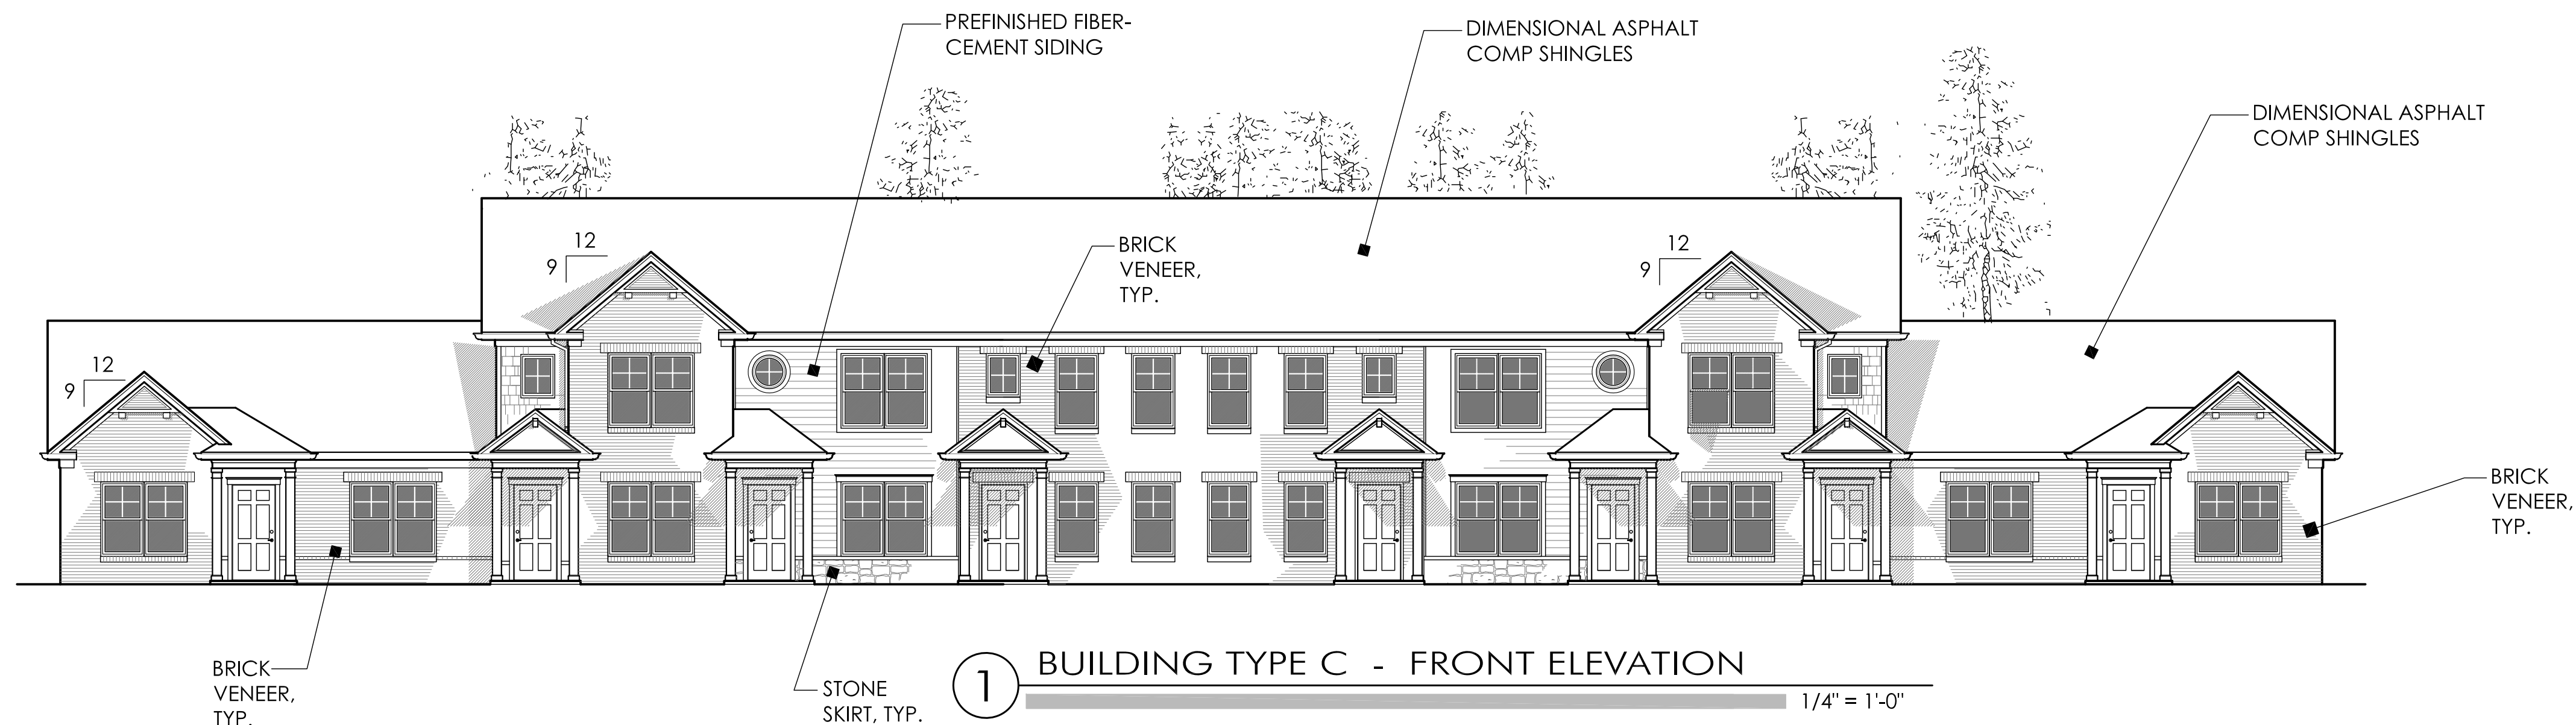 PREFINISHED FIBER-
CEMENT SIDING
DIMENSIONAL ASPHALT
COMP SHINGLES
DIMENSIONAL ASPHALT
COMP SHINGLES
BRICK
VENEER,
TYP.
12
9
12
9
12
9
BRICK
VENEER,
TYP.
BRICK
VENEER,
TYP.
STONE
SKIRT, TYP.
1
BUILDING TYPE C - FRONT ELEVATION
1/4" = 1'-0"